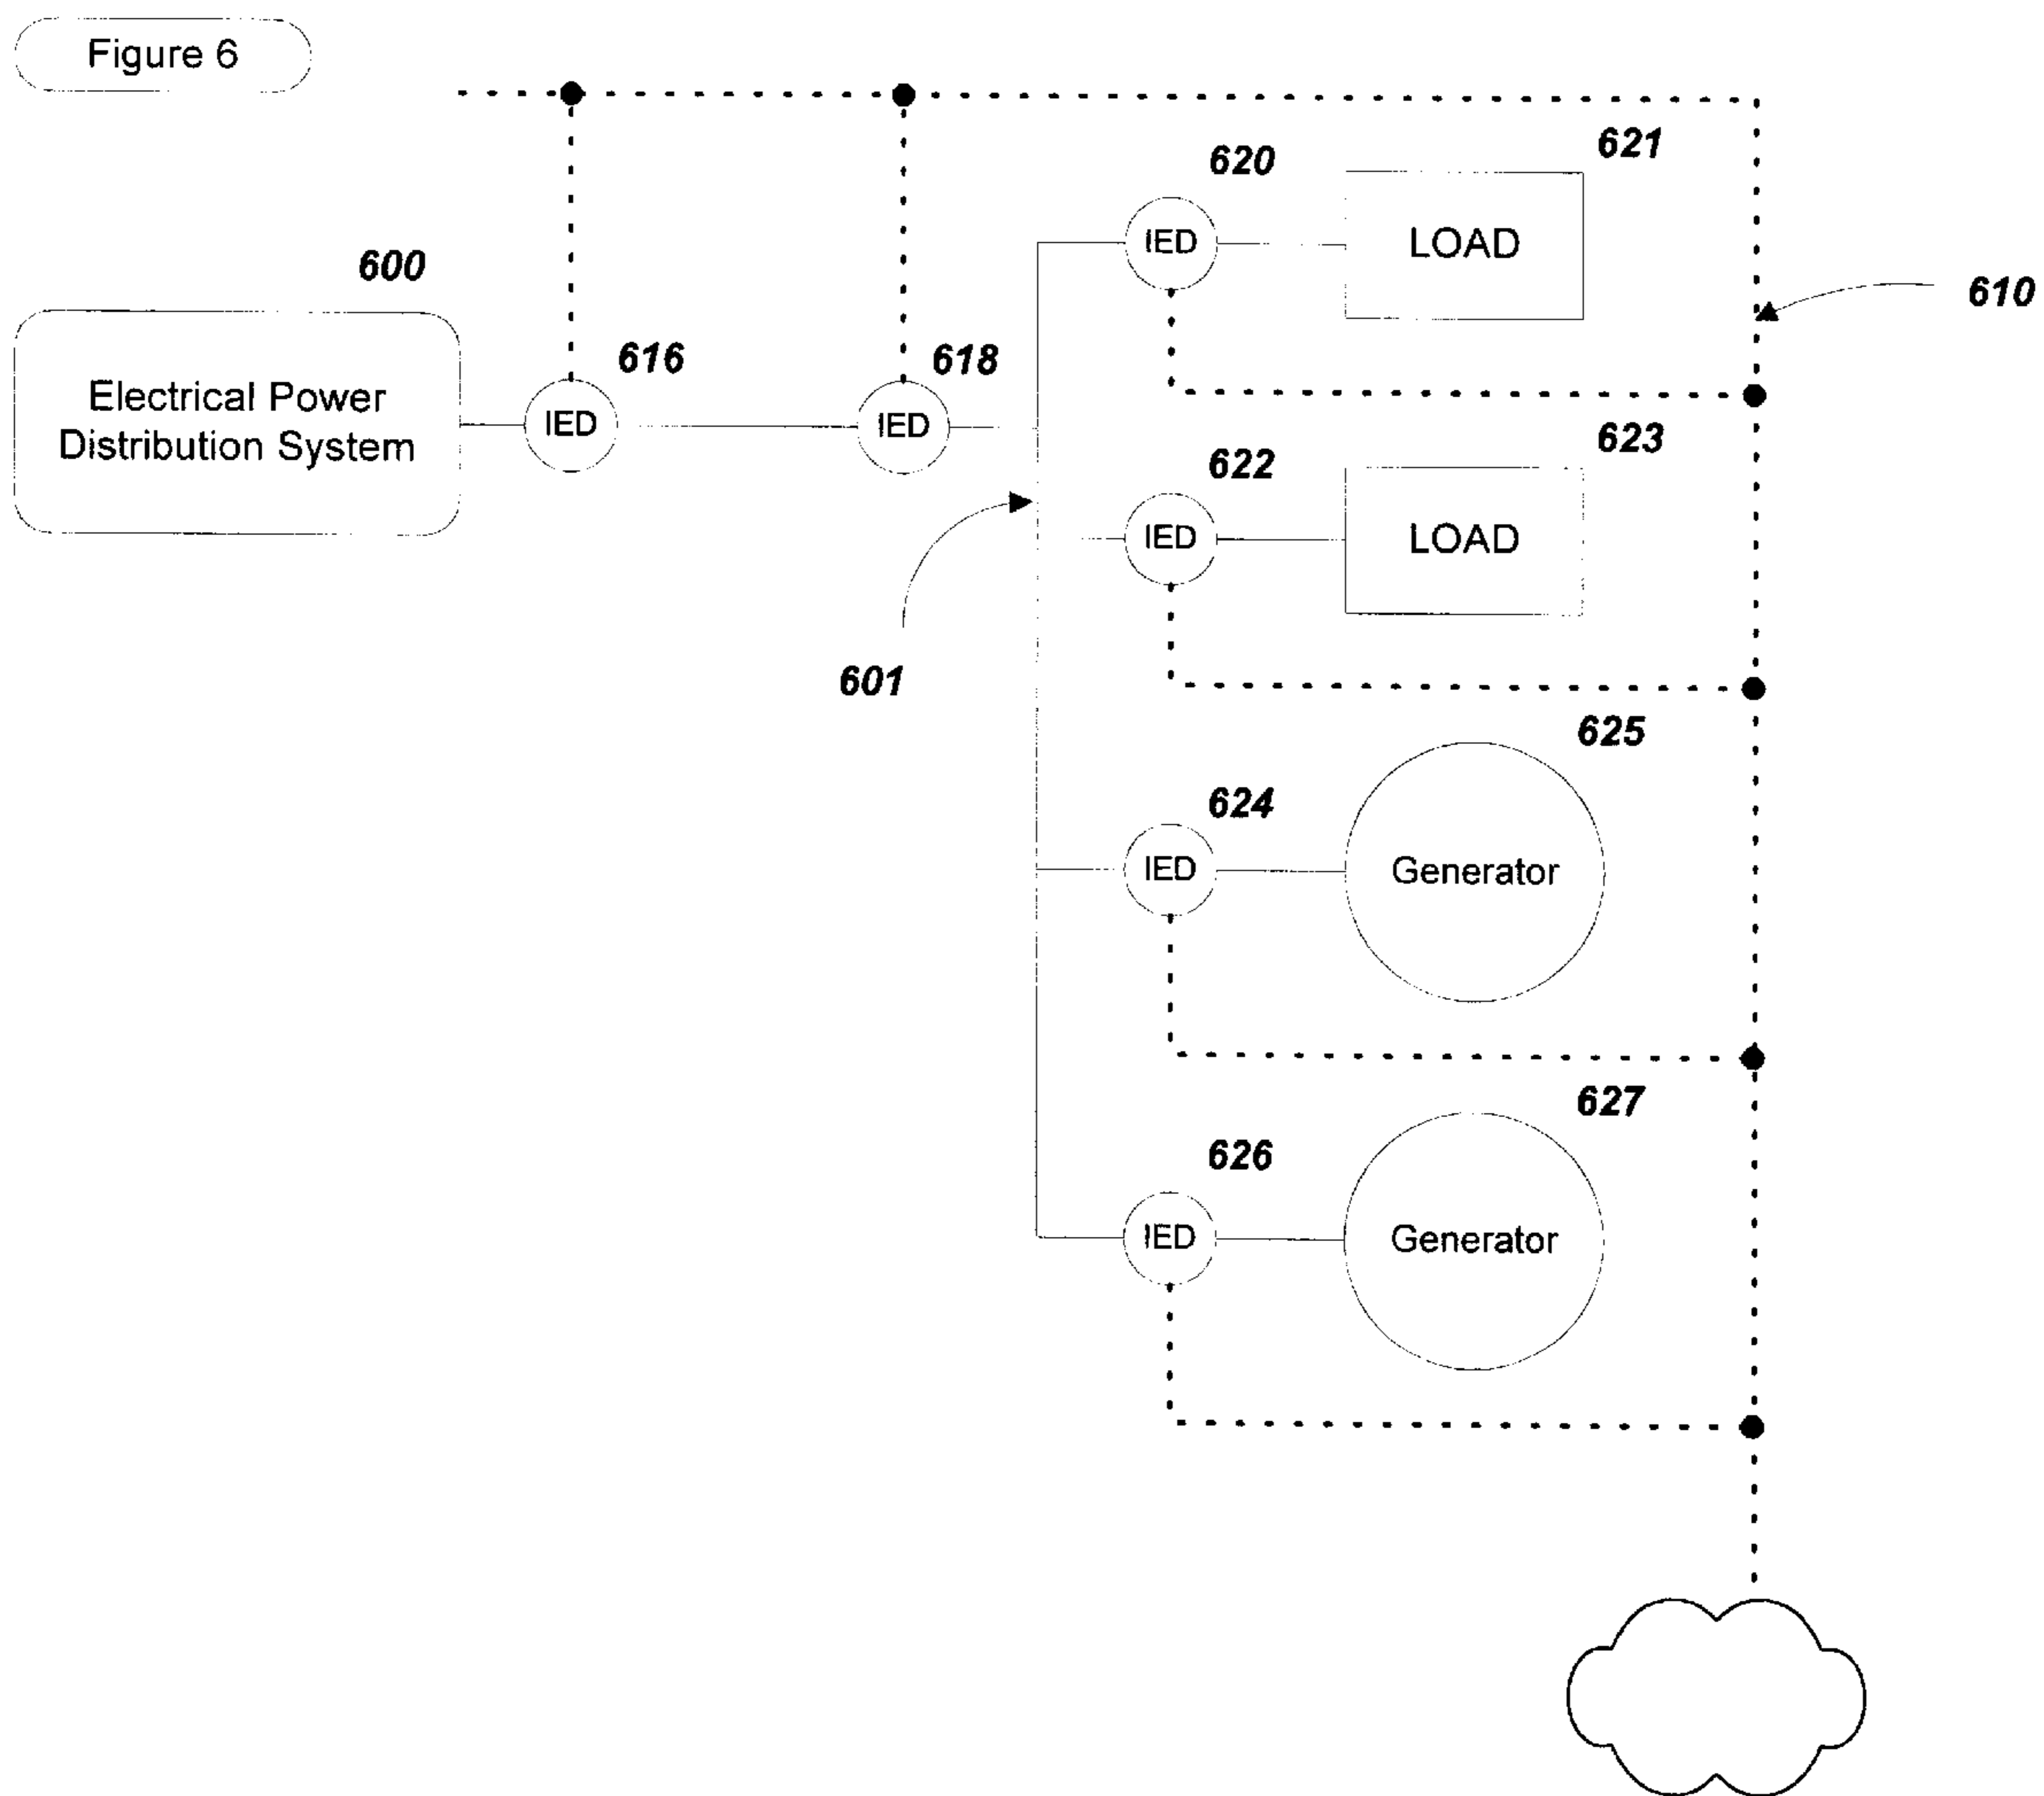 Figure 6
621
620
IED
LOAD
600
610
616
618
Electrical Power
Distribution System
IED
IED
623
622
IED
LOAD
601
625
624
IED
Generator
627
626
IED
Generator